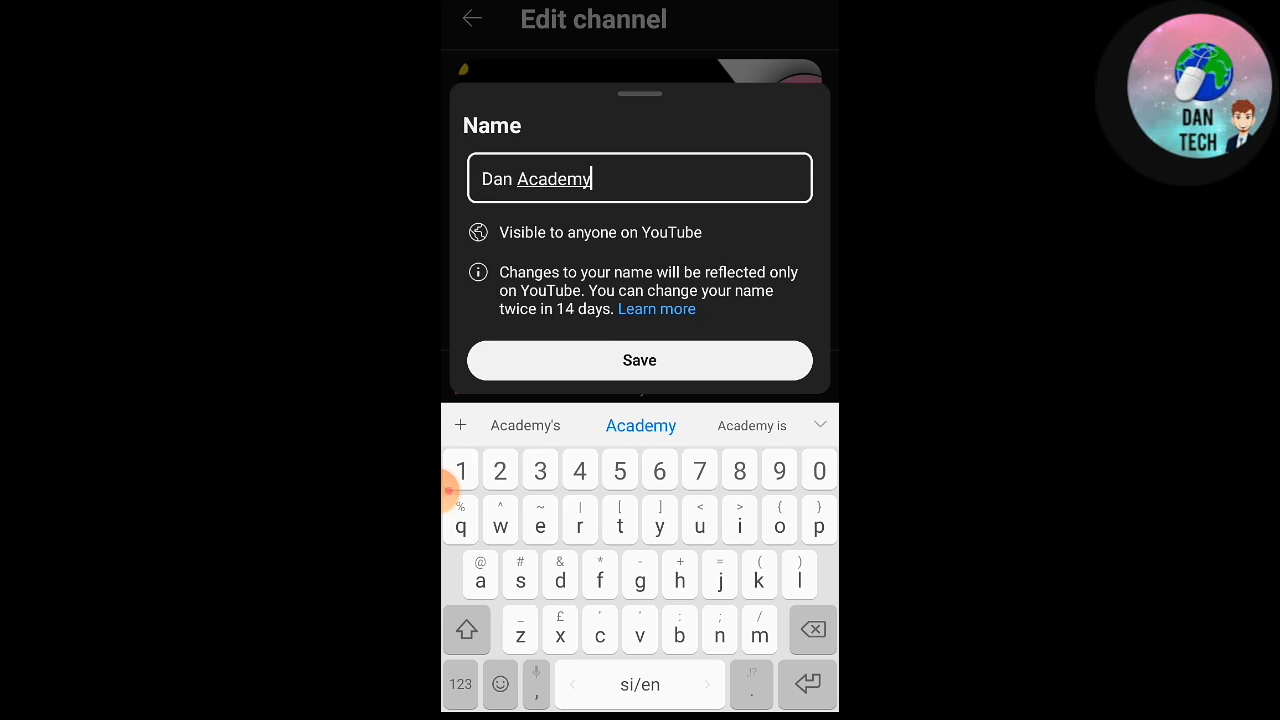 Edit channel
DAN
TECH
Name
Dan Academy
Visible to anyone on YouTube
Changes to your name will be reflected only
on YouTube. You can change your name
twice in 14 days. Learn more
Save
+ Academy's Academy Academy is
1 2 3 4 5 6 7 8 9 0
% ^ ~ | [ ] < > { }
q w e r t y u i o p
@ # & * - + = ( )
a s d f g h j k l
_ £ " ' : ; /
z x c v b n m
,!?
123 , si/en .